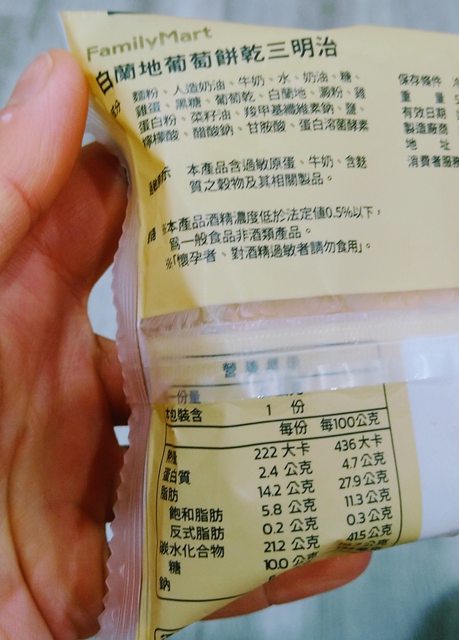 FamilyMart
白蘭地葡萄餅乾三明治
麵粉、人造奶油、牛奶、水、奶油、糖、
雞蛋、黑糖、葡萄乾、白蘭地、澱粉、雞
蛋白粉、菜籽油、羧甲基纖維素鈉、鹽、
檸檬酸、醋酸鈉、甘胺酸、蛋白溶菌酵素
本產品含過敏原蛋、牛奶、含麩
質之穀物及其相關製品。
※本產品酒精濃度低於法定值0.5%以下，
為一般食品非酒類產品。
※「懷孕者、對酒精過敏者請勿食用」。
保存條件
重 量
有效日期
製造廠商
地 址
消費者服務
營養標示
一份量
本包裝含 1 份
每份 每100公克
熱量 222 大卡 436大卡
蛋白質 2.4 公克 4.7公克
脂肪 14.2 公克 27.9公克
飽和脂肪 5.8 公克 11.3公克
反式脂肪 0.2 公克 0.3公克
碳水化合物 21.2 公克 41.5公克
糖 10.0 公克
鈉